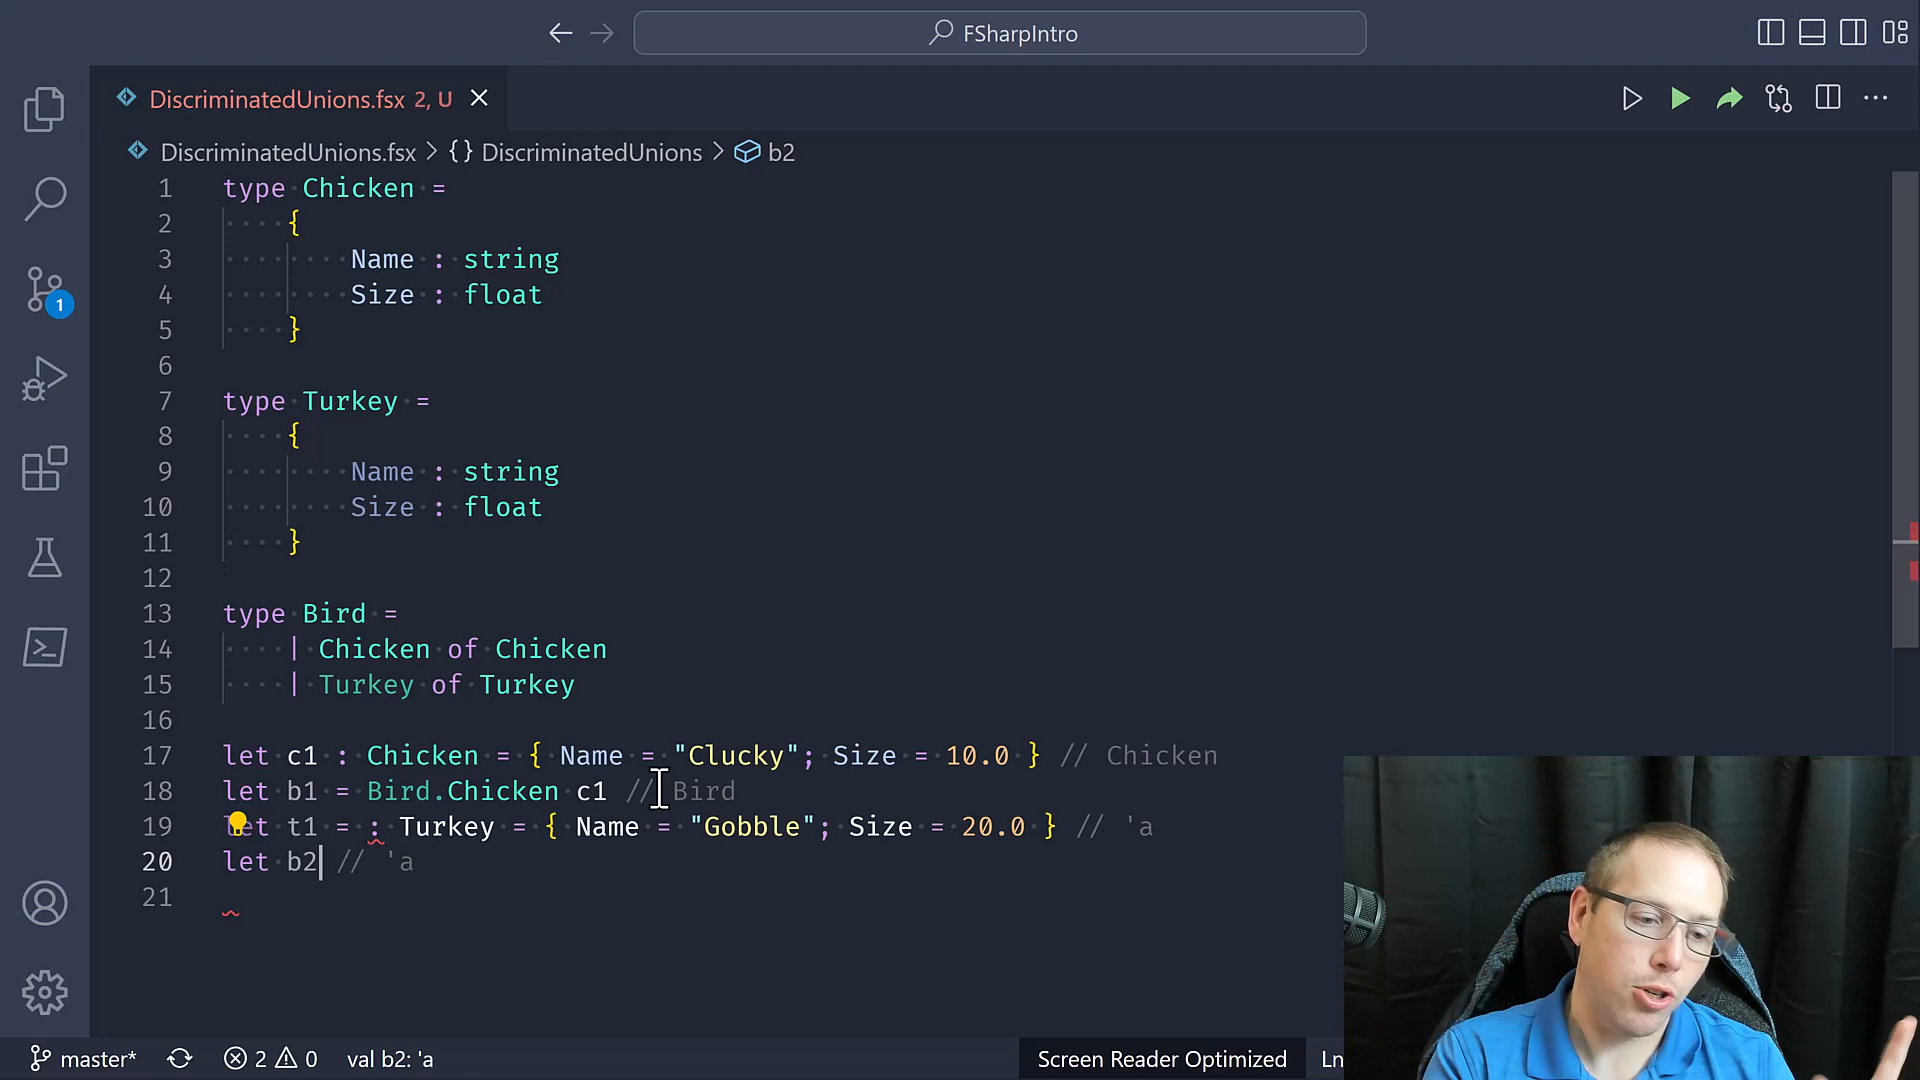 FSharpIntro
DiscriminatedUnions.fsx 2, U
DiscriminatedUnions.fsx > {} DiscriminatedUnions > b2
1 type Chicken =
2 {
3 Name : string
4 Size : float
5 }
6
7 type Turkey =
8 {
9 Name : string
10 Size : float
11 }
12
13 type Bird =
14 | Chicken of Chicken
15 | Turkey of Turkey
16
17 let c1 : Chicken = { Name = "Clucky"; Size = 10.0 } // Chicken
18 let b1 = Bird.Chicken c1 // Bird
19 let t1 = : Turkey = { Name = "Gobble"; Size = 20.0 } // 'a
20 let b2 // 'a
21
1
master* 2 0 val b2: 'a Screen Reader Optimized Ln